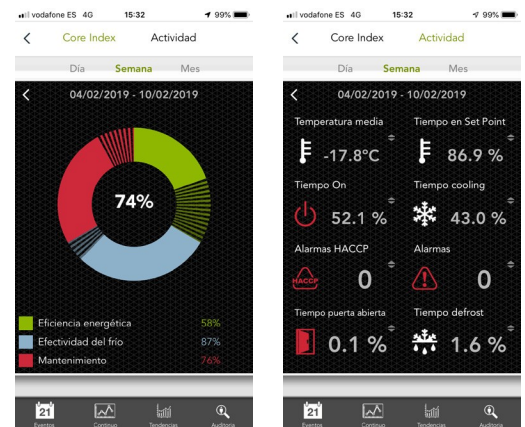 vodafone ES 4G 15:32 99%
Core Index Actividad
Día Semana Mes
04/02/2019 - 10/02/2019
74%
Eficiencia energética 58%
Efectividad del frío 87%
Mantenimiento 76%
21
Eventos Continuo Tendencias Auditoría
vodafone ES 4G 15:32 99%
Core Index Actividad
Día Semana Mes
04/02/2019 - 10/02/2019
Temperatura media Tiempo en Set Point
-17.8°C 86.9 %
Tiempo On Tiempo cooling
52.1 % 43.0 %
Alarmas HACCP Alarmas
HACCP 0 0
Tiempo puerta abierta Tiempo defrost
0.1 % 1.6 %
21
Eventos Continuo Tendencias Auditoría